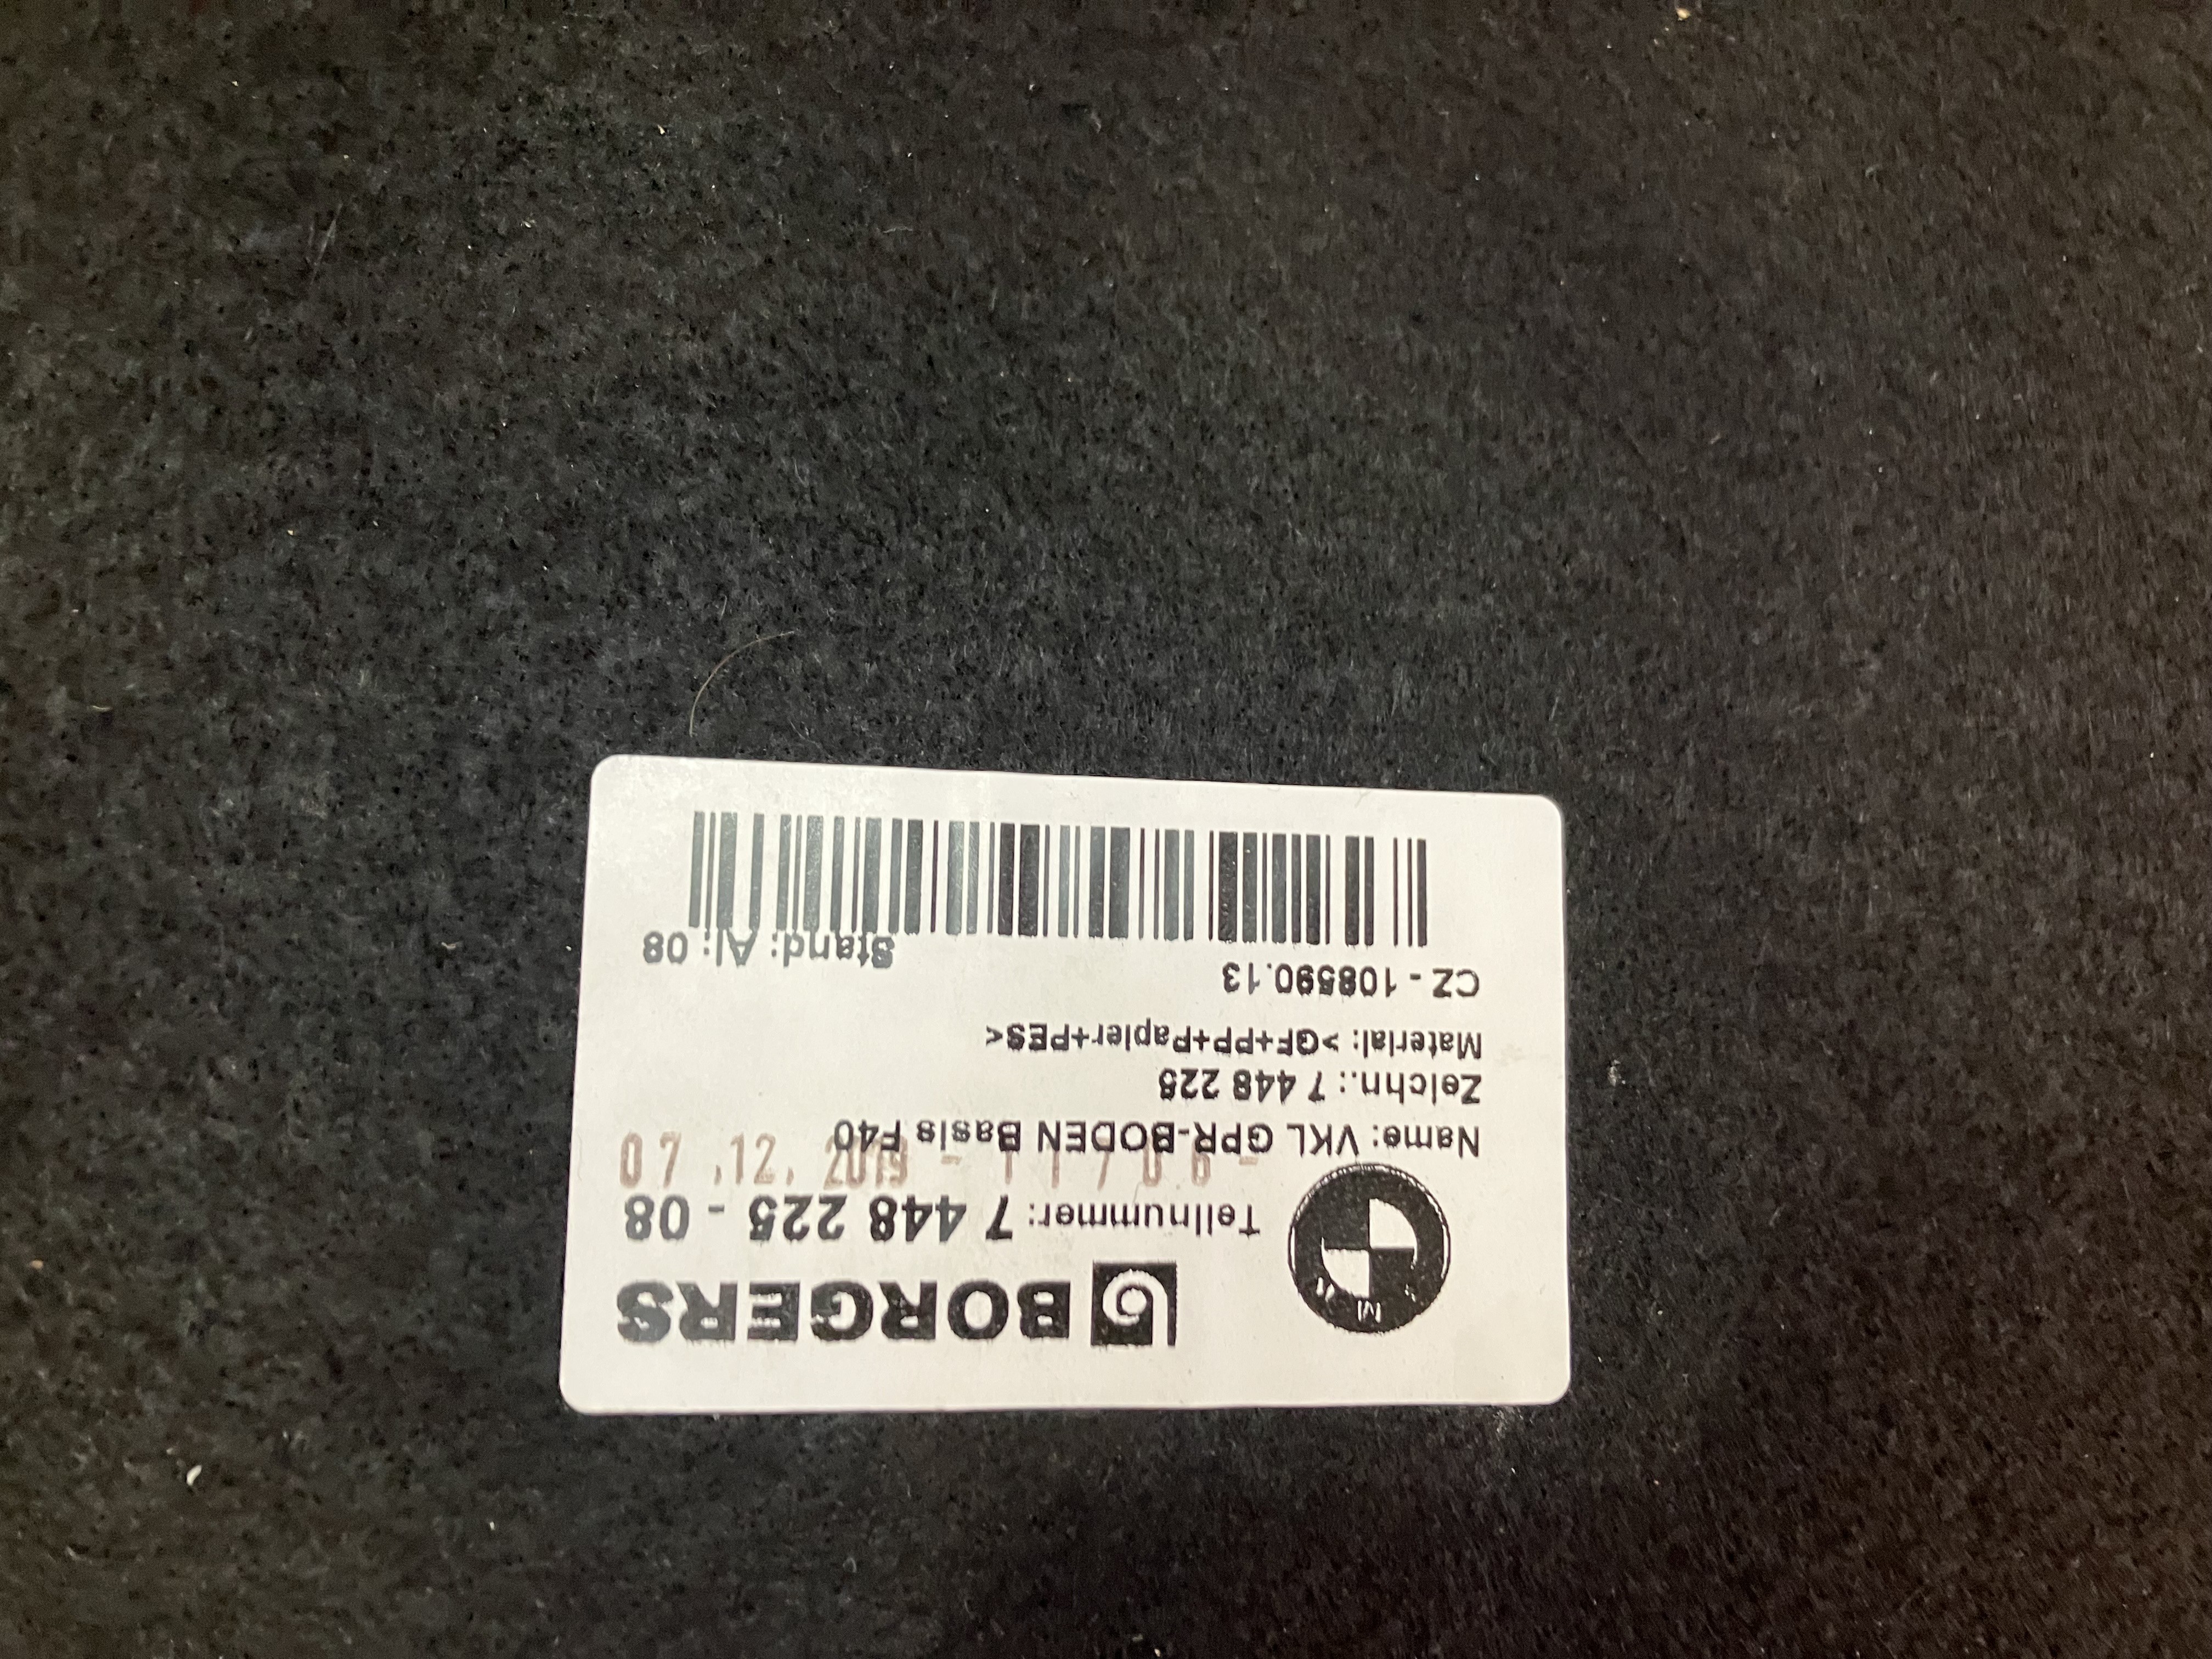 BORGERS
Teilnummer: 7 448 225 - 08
07.12.2019 - 11706-
Name: VKL GPR-BODEN Basis F40
Zeichn.: 7 448 225
Material: >GF+PP+Papier+PES<
CZ - 108590.13
Stand: AI: 08